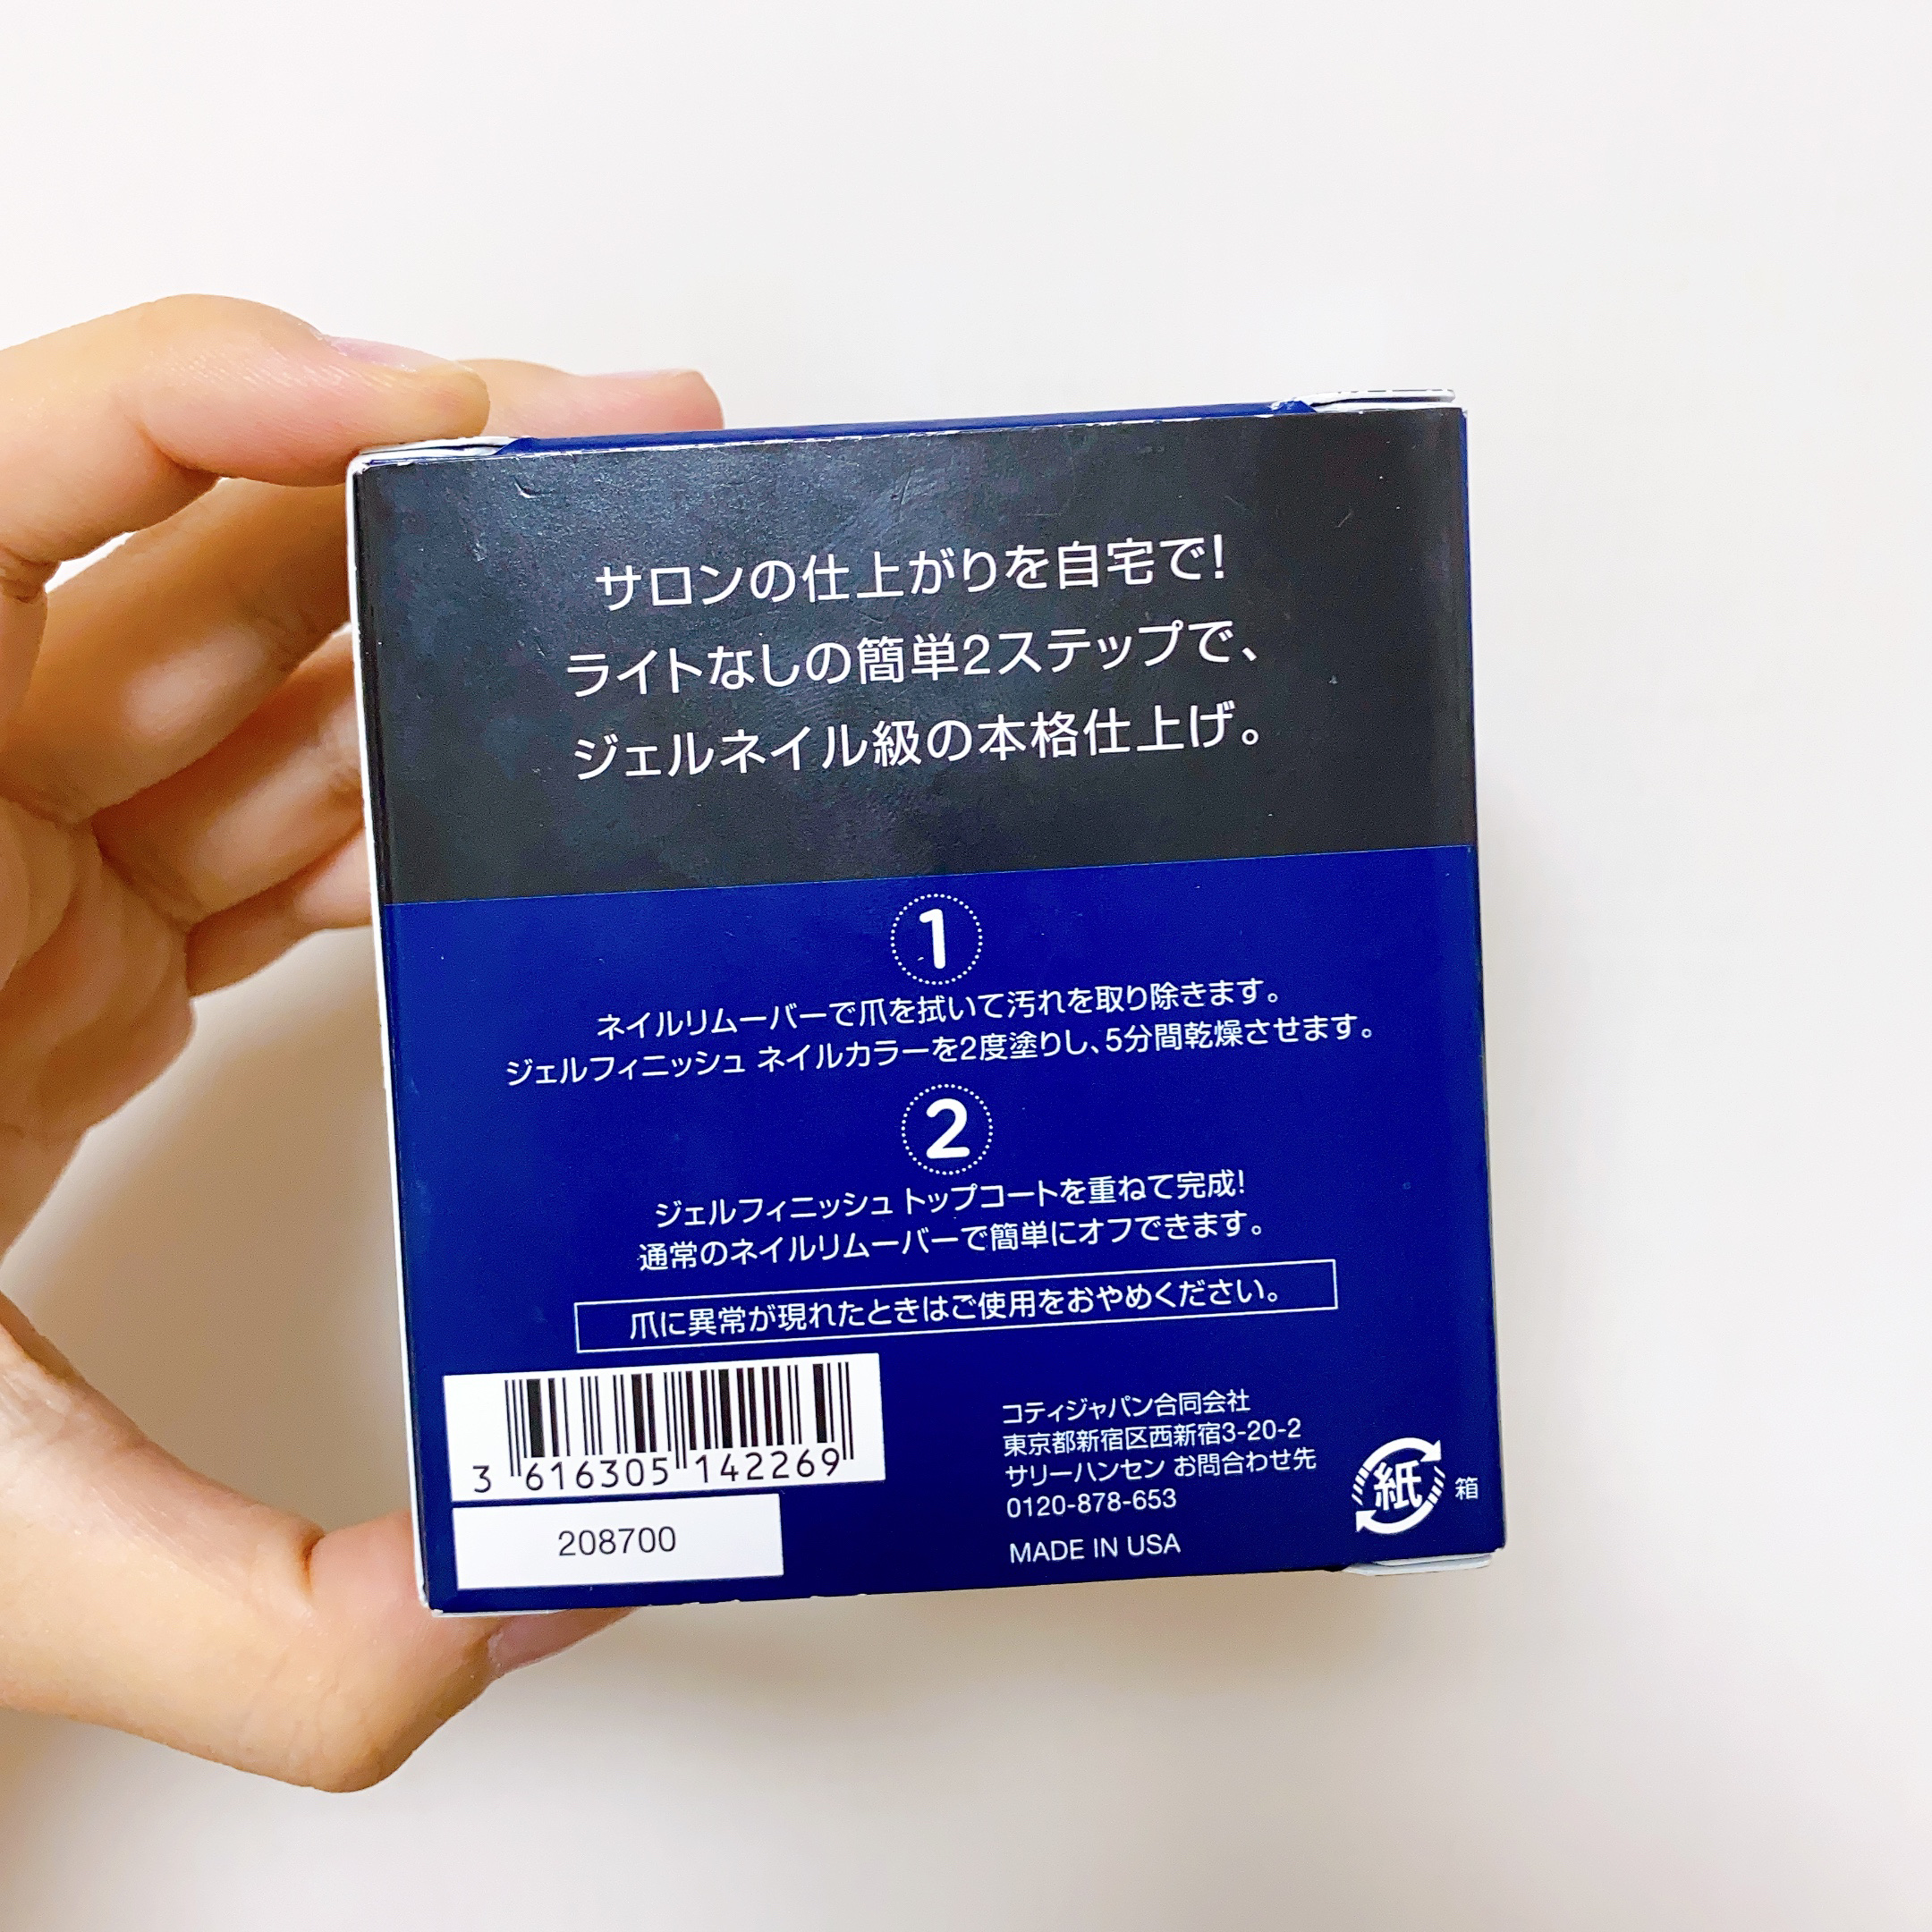 サロンの仕上がりを自宅で!
ライトなしの簡単2ステップで、
ジェルネイル級の本格仕上げ。
1
ネイルリムーバーで爪を拭いて汚れを取り除きます。
ジェルフィニッシュ ネイルカラーを2度塗りし、5分間乾燥させます。
2
ジェルフィニッシュ トップコートを重ねて完成!
通常のネイルリムーバーで簡単にオフできます。
爪に異常が現れたときはご使用をおやめください。
3 616305 142269
208700
コティジャパン合同会社
東京都新宿区西新宿3-20-2
サリーハンセン お問合わせ先
0120-878-653
MADE IN USA
紙 箱